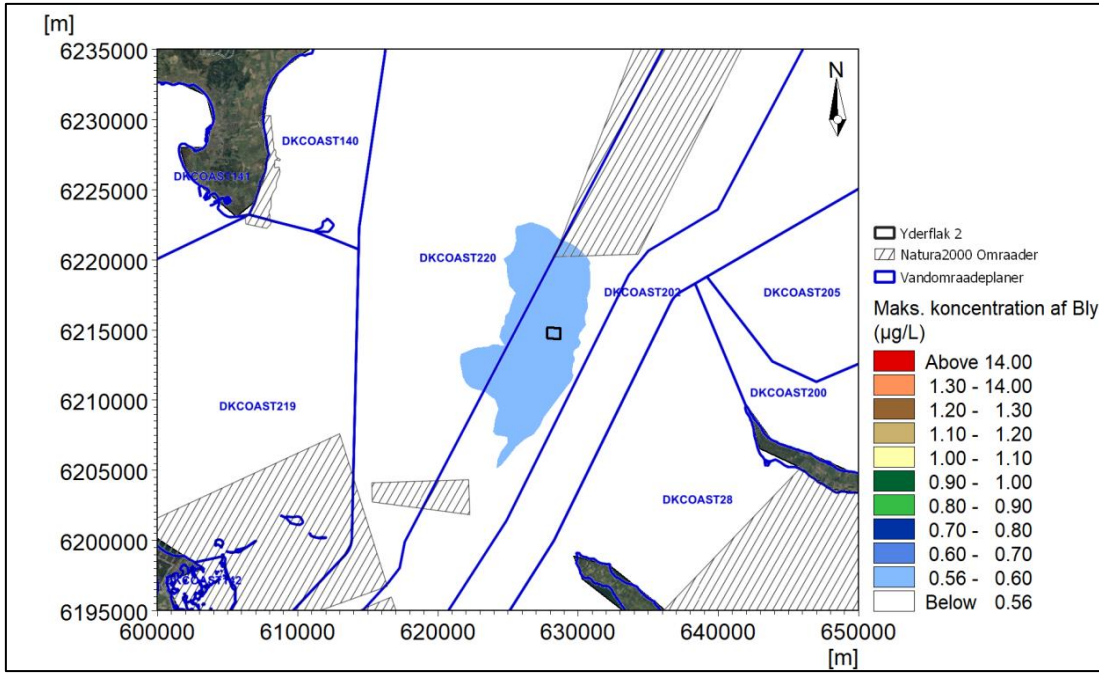 [m]
6235000
6230000
6225000
6220000
6215000
6210000
6205000
6200000
6195000
600000 610000 620000 630000 640000 650000
[m]
N
DKCOAST140
DKCOAST141
DKCOAST220
DKCOAST202
DKCOAST205
DKCOAST200
DKCOAST219
DKCOAST28
Yderflak 2
Natura2000 Omraader
Vandomraadeplaner
Maks. koncentration af Bly
(µg/L)
Above 14.00
1.30 - 14.00
1.20 - 1.30
1.10 - 1.20
1.00 - 1.10
0.90 - 1.00
0.80 - 0.90
0.70 - 0.80
0.60 - 0.70
0.56 - 0.60
Below 0.56